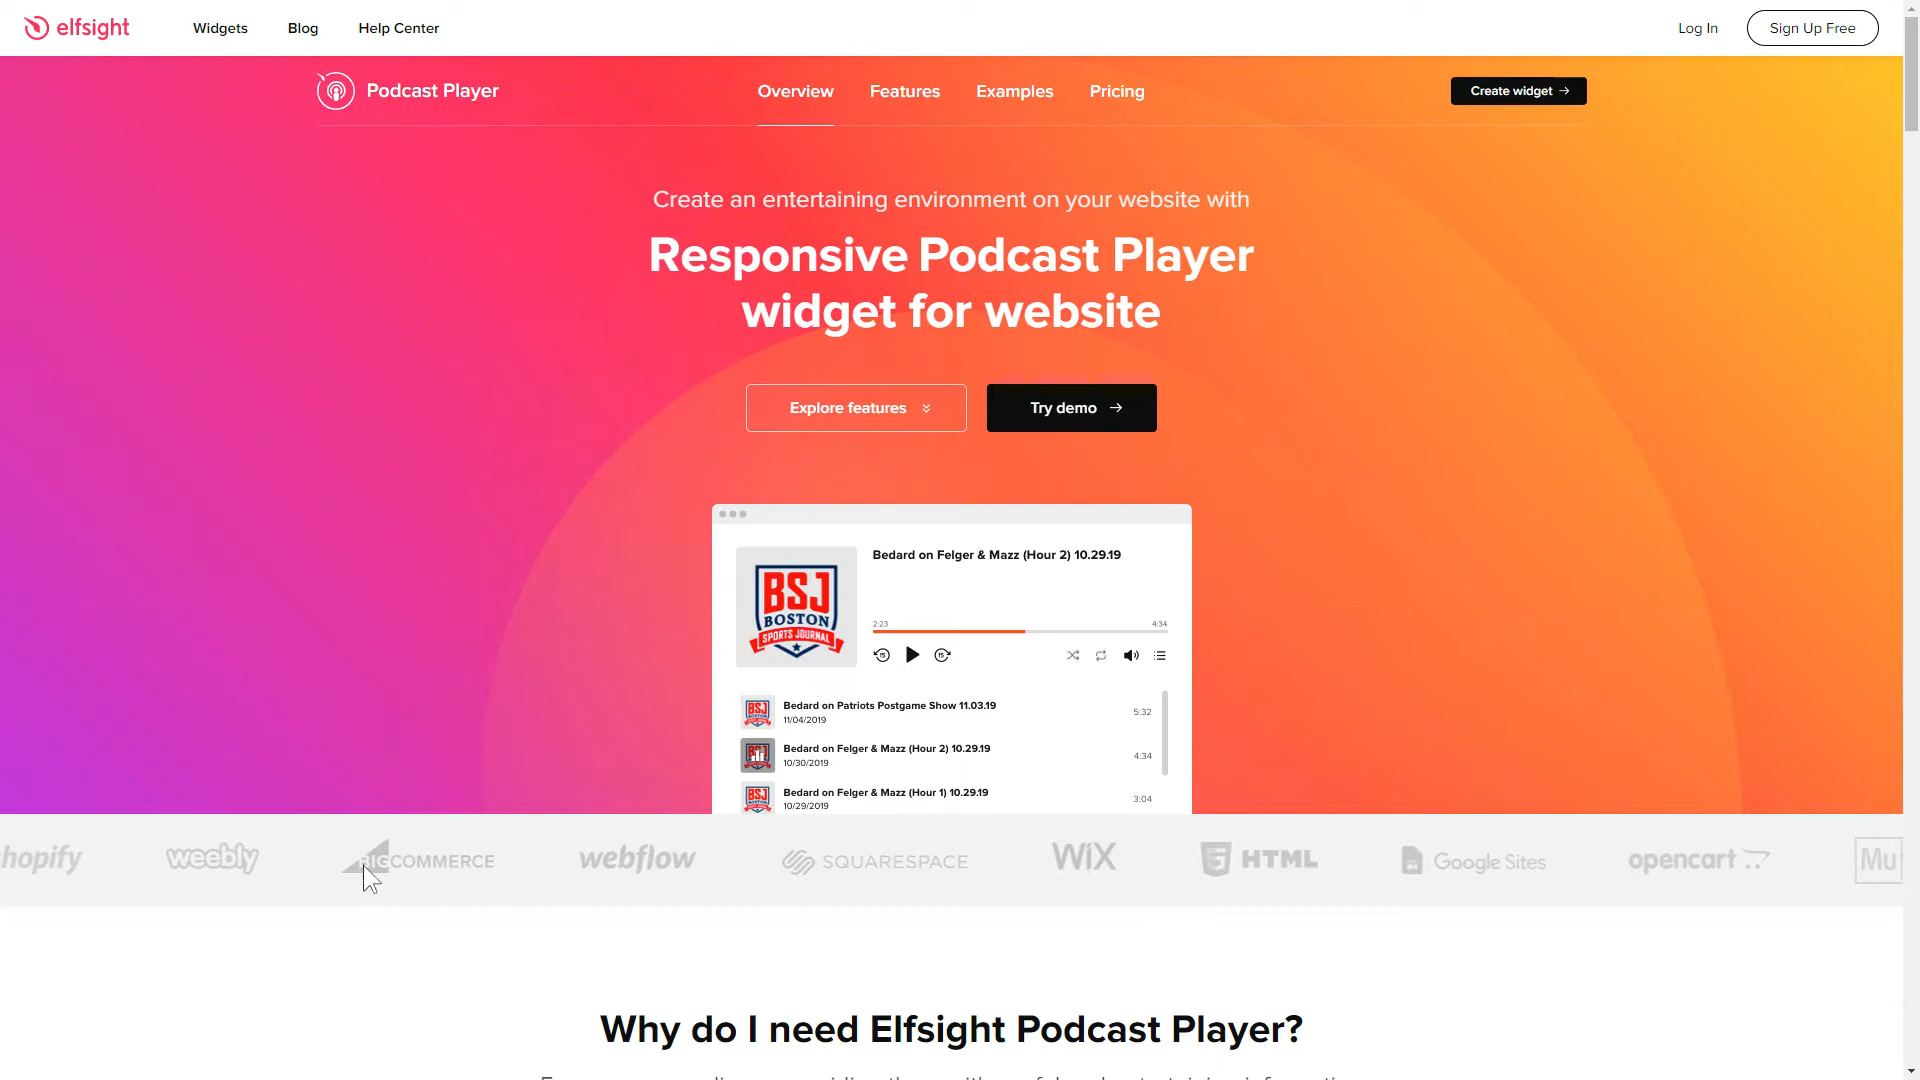 elfsight
Widgets
Blog
Help Center
Log In
Sign Up Free
Podcast Player
Overview
Features
Examples
Pricing
Create widget
Create an entertaining environment on your website with
Responsive Podcast Player
widget for website
Explore features
Try demo
BSJ
BOSTON
SPORTS JOURNAL
Bedard on Felger & Mazz (Hour 2) 10.29.19
2:23
4:34
15
15
Bedard on Patriots Postgame Show 11.03.19
11/04/2019
5:32
Bedard on Felger & Mazz (Hour 2) 10.29.19
10/30/2019
4:34
Bedard on Felger & Mazz (Hour 1) 10.29.19
10/29/2019
3:04
hopify
weebly
BIGCOMMERCE
webflow
SQUARESPACE
WiX
HTML
Google Sites
opencart
Mu
Why do I need Elfsight Podcast Player?